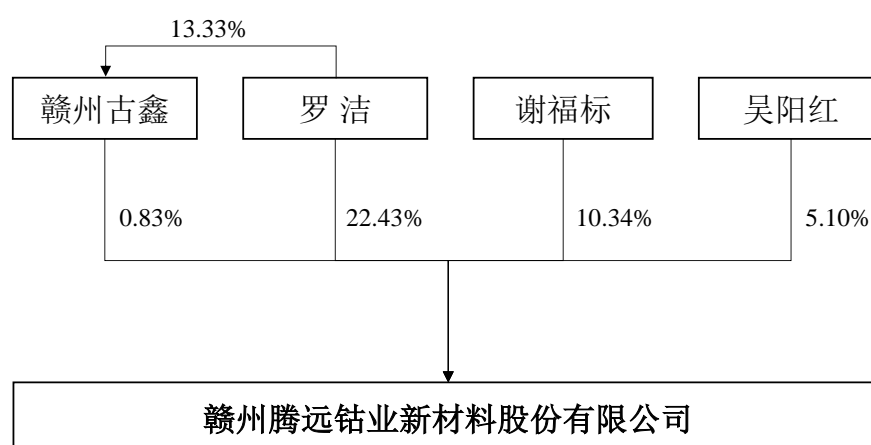 13.33%
赣州古鑫
罗 洁
谢福标
吴阳红
0.83%
22.43%
10.34%
5.10%
赣州腾远钴业新材料股份有限公司